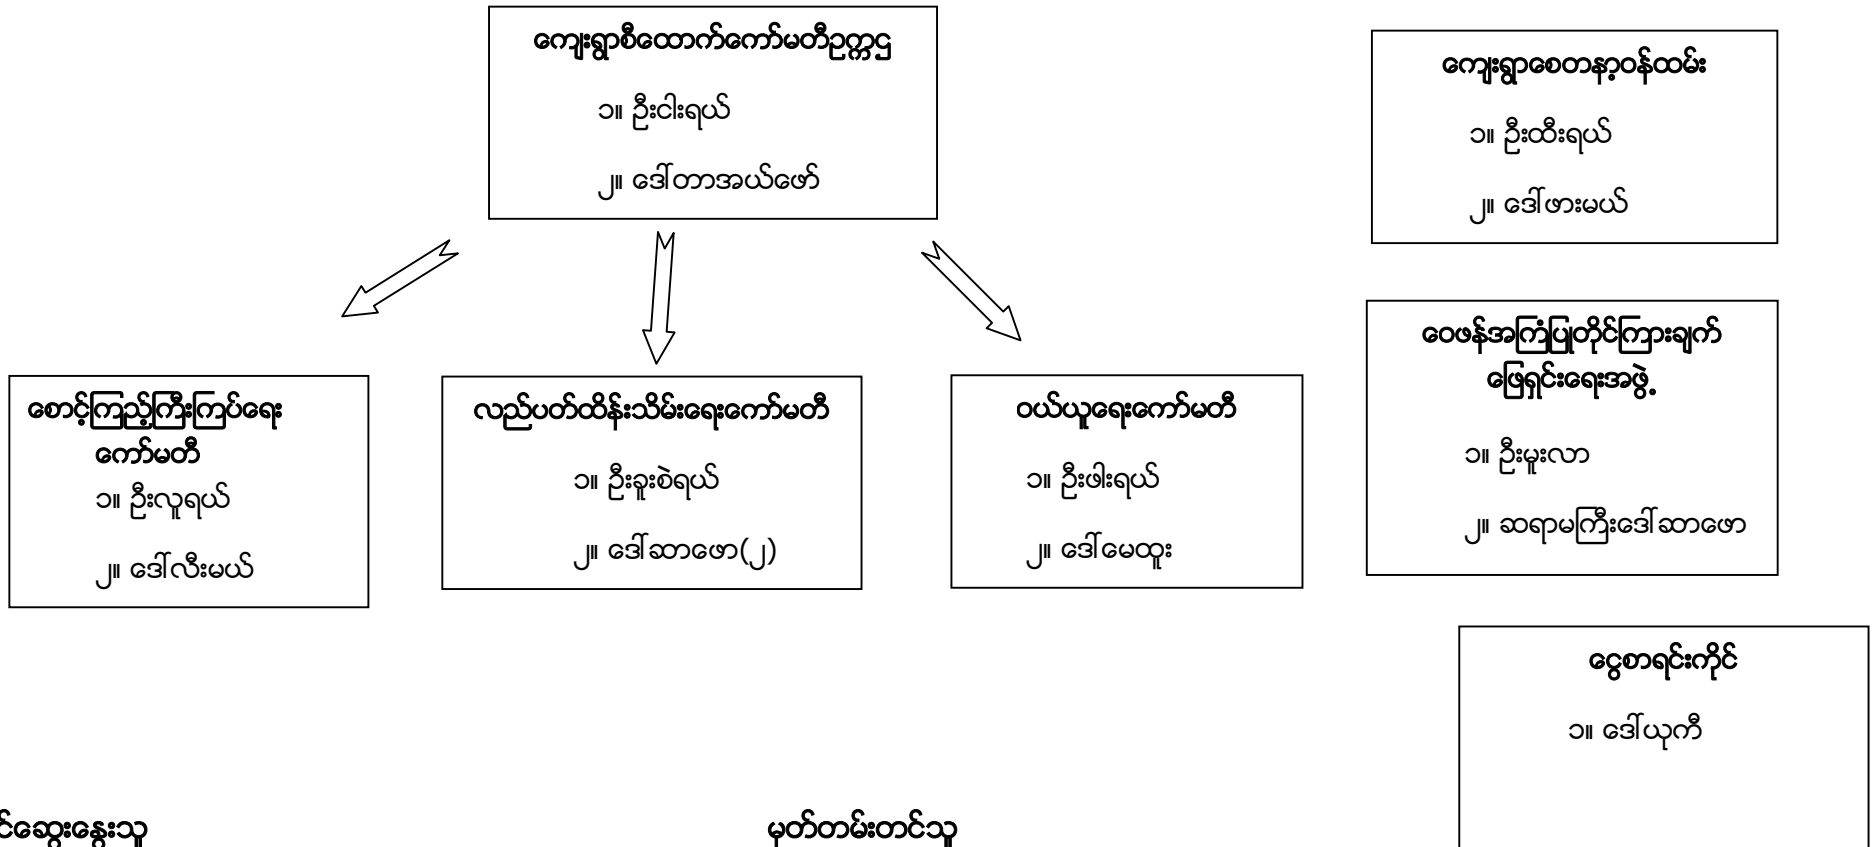 ကျေးရွာစီထောက်ကော်မတီဥက္ကဌ
၁။ ဦးငါးရယ်
၂။ ဒေါ်တာအယ်ဖော်
ကျေးရွာစေတနာ့ဝန်ထမ်း
၁။ ဦးထီးရယ်
၂။ ဒေါ်ဖားမယ်
စောင့်ကြည့်ကြီးကြပ်ရေး
ကော်မတီ
၁။ ဦးလူရယ်
၂။ ဒေါ်လီးမယ်
လည်ပတ်ထိန်းသိမ်းရေးကော်မတီ
၁။ ဦးခူးစဲရယ်
၂။ ဒေါ်ဆာဖော(၂)
ဝယ်ယူရေးကော်မတီ
၁။ ဦးဖါးရယ်
၂။ ဒေါ်မေထူး
ဝေဖန်အကြံပြုတိုင်ကြားချက်
ဖြေရှင်းရေးအဖွဲ့
၁။ ဦးမူးလာ
၂။ ဆရာမကြီးဒေါ်ဆာဖော
ငွေစာရင်းကိုင်
၁။ ဒေါ်ယုကီ
ဆွေးနွေးသူ
မှတ်တမ်းတင်သူ